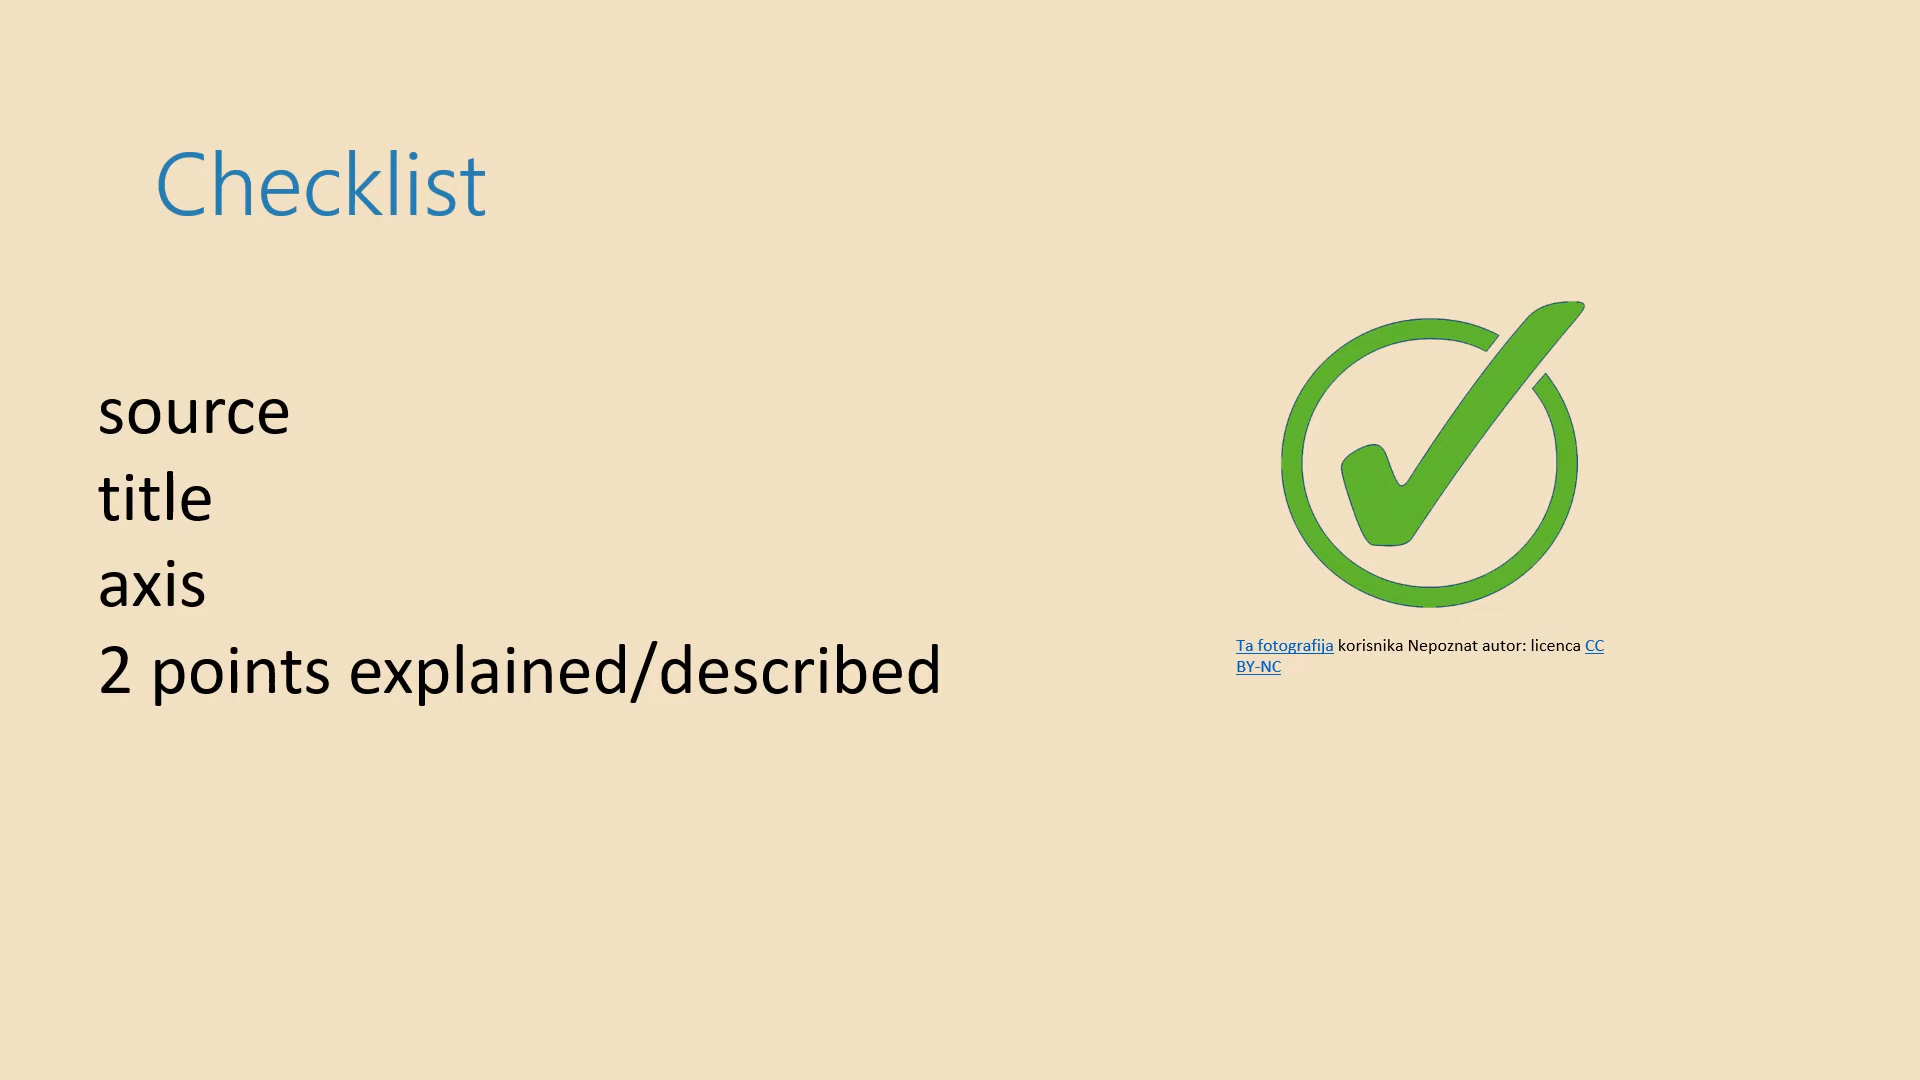 Checklist
source
title
axis
2 points explained/described
Ta fotografija korisnika Nepoznat autor: licenca CC
BY-NC